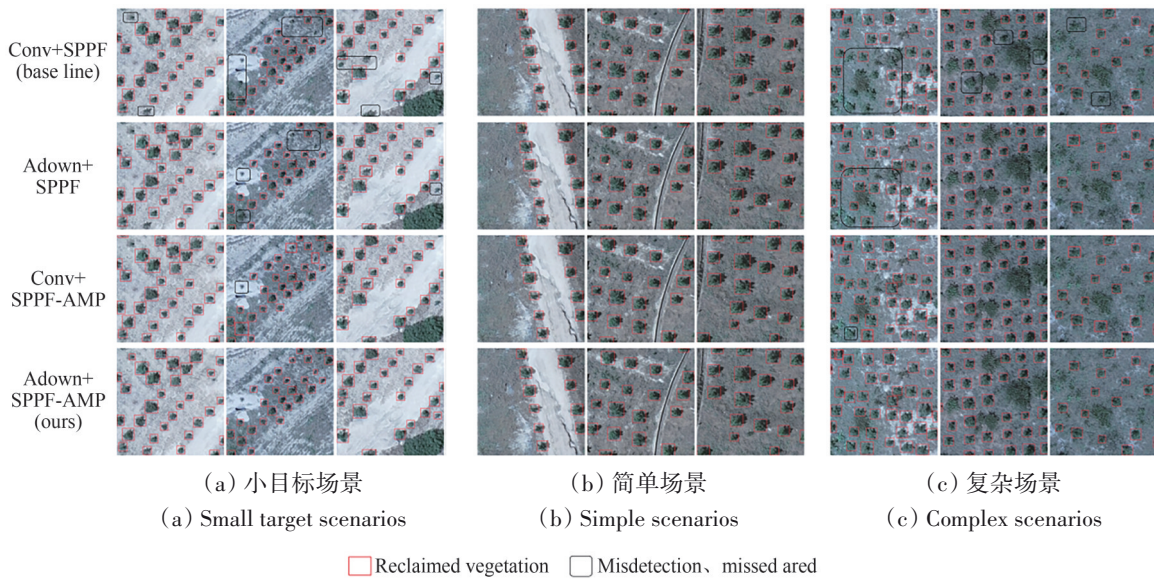 Conv+SPPF
(base line)
Adown+
SPPF
Conv+
SPPF-AMP
Adown+
SPPF-AMP
(ours)
(a) 小目标场景
(b) 简单场景
(c) 复杂场景
(a) Small target scenarios
(b) Simple scenarios
(c) Complex scenarios
Reclaimed vegetation
Misdetection、missed ared